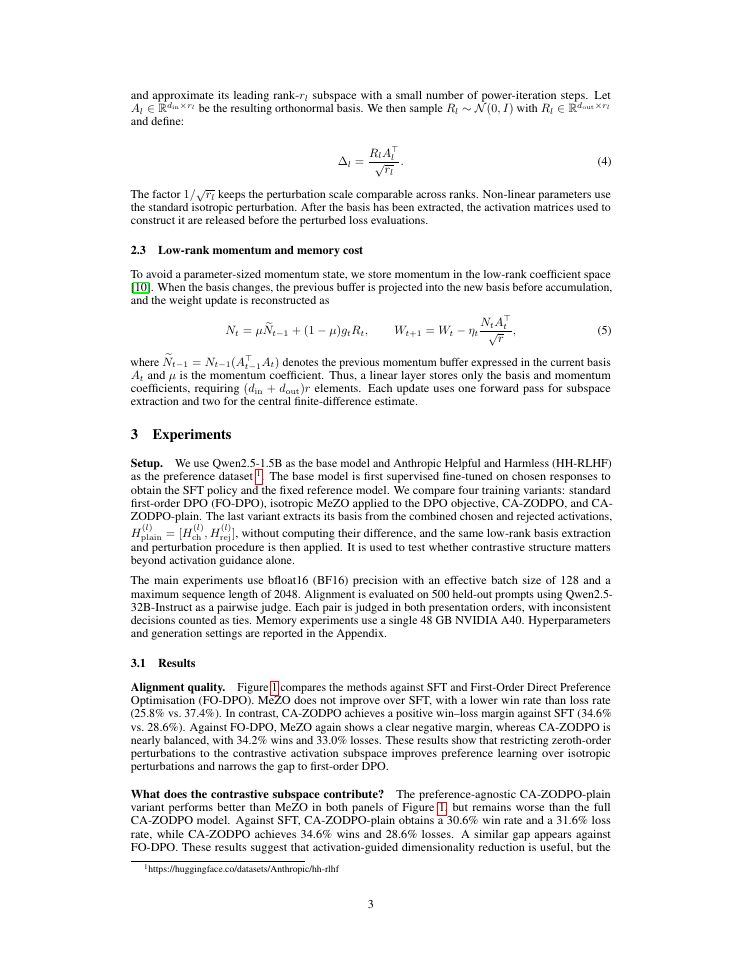 and approximate its leading rank-r_l subspace with a small number of power-iteration steps. Let
A_l ∈ ℝ^{d_in×r_l} be the resulting orthonormal basis. We then sample R_l ∼ 𝒩(0, I) with R_l ∈ ℝ^{d_out×r_l}
and define:
Δ_l = R_l A_l^⊤ / √r_l . (4)
The factor 1/√r_l keeps the perturbation scale comparable across ranks. Non-linear parameters use
the standard isotropic perturbation. After the basis has been extracted, the activation matrices used to
construct it are released before the perturbed loss evaluations.
2.3 Low-rank momentum and memory cost
To avoid a parameter-sized momentum state, we store momentum in the low-rank coefficient space
[10]. When the basis changes, the previous buffer is projected into the new basis before accumulation,
and the weight update is reconstructed as
N_t = μÑ_{t−1} + (1 − μ)g_t R_t, W_{t+1} = W_t − η_t N_t A_t^⊤ / √r , (5)
where Ñ_{t−1} = N_{t−1}(A_{t−1}^⊤ A_t) denotes the previous momentum buffer expressed in the current basis
A_t and μ is the momentum coefficient. Thus, a linear layer stores only the basis and momentum
coefficients, requiring (d_in + d_out)r elements. Each update uses one forward pass for subspace
extraction and two for the central finite-difference estimate.
3 Experiments
Setup. We use Qwen2.5-1.5B as the base model and Anthropic Helpful and Harmless (HH-RLHF)
as the preference dataset ¹. The base model is first supervised fine-tuned on chosen responses to
obtain the SFT policy and the fixed reference model. We compare four training variants: standard
first-order DPO (FO-DPO), isotropic MeZO applied to the DPO objective, CA-ZODPO, and CA-
ZODPO-plain. The last variant extracts its basis from the combined chosen and rejected activations,
H_plain^(l) = [H_ch^(l), H_rej^(l)], without computing their difference, and the same low-rank basis extraction
and perturbation procedure is then applied. It is used to test whether contrastive structure matters
beyond activation guidance alone.
The main experiments use bfloat16 (BF16) precision with an effective batch size of 128 and a
maximum sequence length of 2048. Alignment is evaluated on 500 held-out prompts using Qwen2.5-
32B-Instruct as a pairwise judge. Each pair is judged in both presentation orders, with inconsistent
decisions counted as ties. Memory experiments use a single 48 GB NVIDIA A40. Hyperparameters
and generation settings are reported in the Appendix.
3.1 Results
Alignment quality. Figure 1 compares the methods against SFT and First-Order Direct Preference
Optimisation (FO-DPO). MeZO does not improve over SFT, with a lower win rate than loss rate
(25.8% vs. 37.4%). In contrast, CA-ZODPO achieves a positive win–loss margin against SFT (34.6%
vs. 28.6%). Against FO-DPO, MeZO again shows a clear negative margin, whereas CA-ZODPO is
nearly balanced, with 34.2% wins and 33.0% losses. These results show that restricting zeroth-order
perturbations to the contrastive activation subspace improves preference learning over isotropic
perturbations and narrows the gap to first-order DPO.
What does the contrastive subspace contribute? The preference-agnostic CA-ZODPO-plain
variant performs better than MeZO in both panels of Figure 1, but remains worse than the full
CA-ZODPO model. Against SFT, CA-ZODPO-plain obtains a 30.6% win rate and a 31.6% loss
rate, while CA-ZODPO achieves 34.6% wins and 28.6% losses. A similar gap appears against
FO-DPO. These results suggest that activation-guided dimensionality reduction is useful, but the
¹https://huggingface.co/datasets/Anthropic/hh-rlhf
3